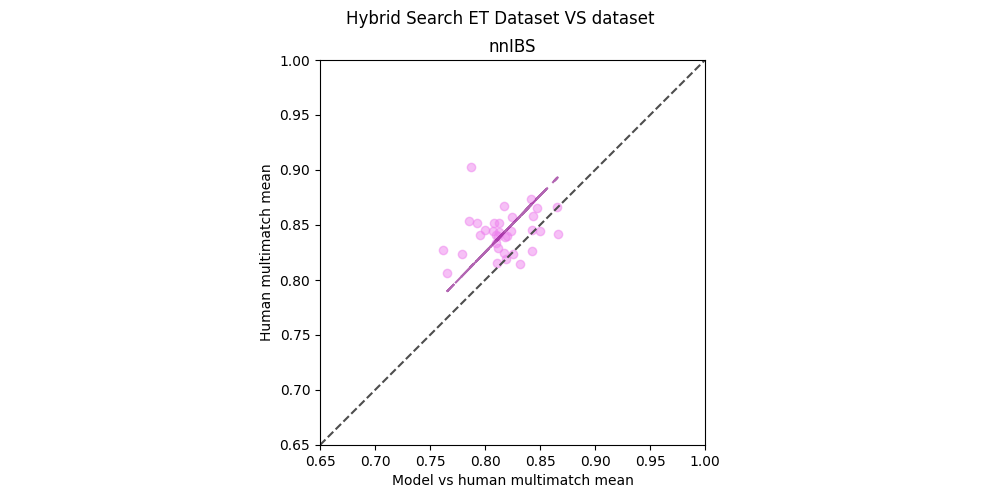 Hybrid Search ET Dataset VS dataset
nnIBS
1.00
0.95
0.90
0.85
0.80
0.75
0.70
0.65
Human multimatch mean
0.65 0.70 0.75 0.80 0.85 0.90 0.95 1.00
Model vs human multimatch mean